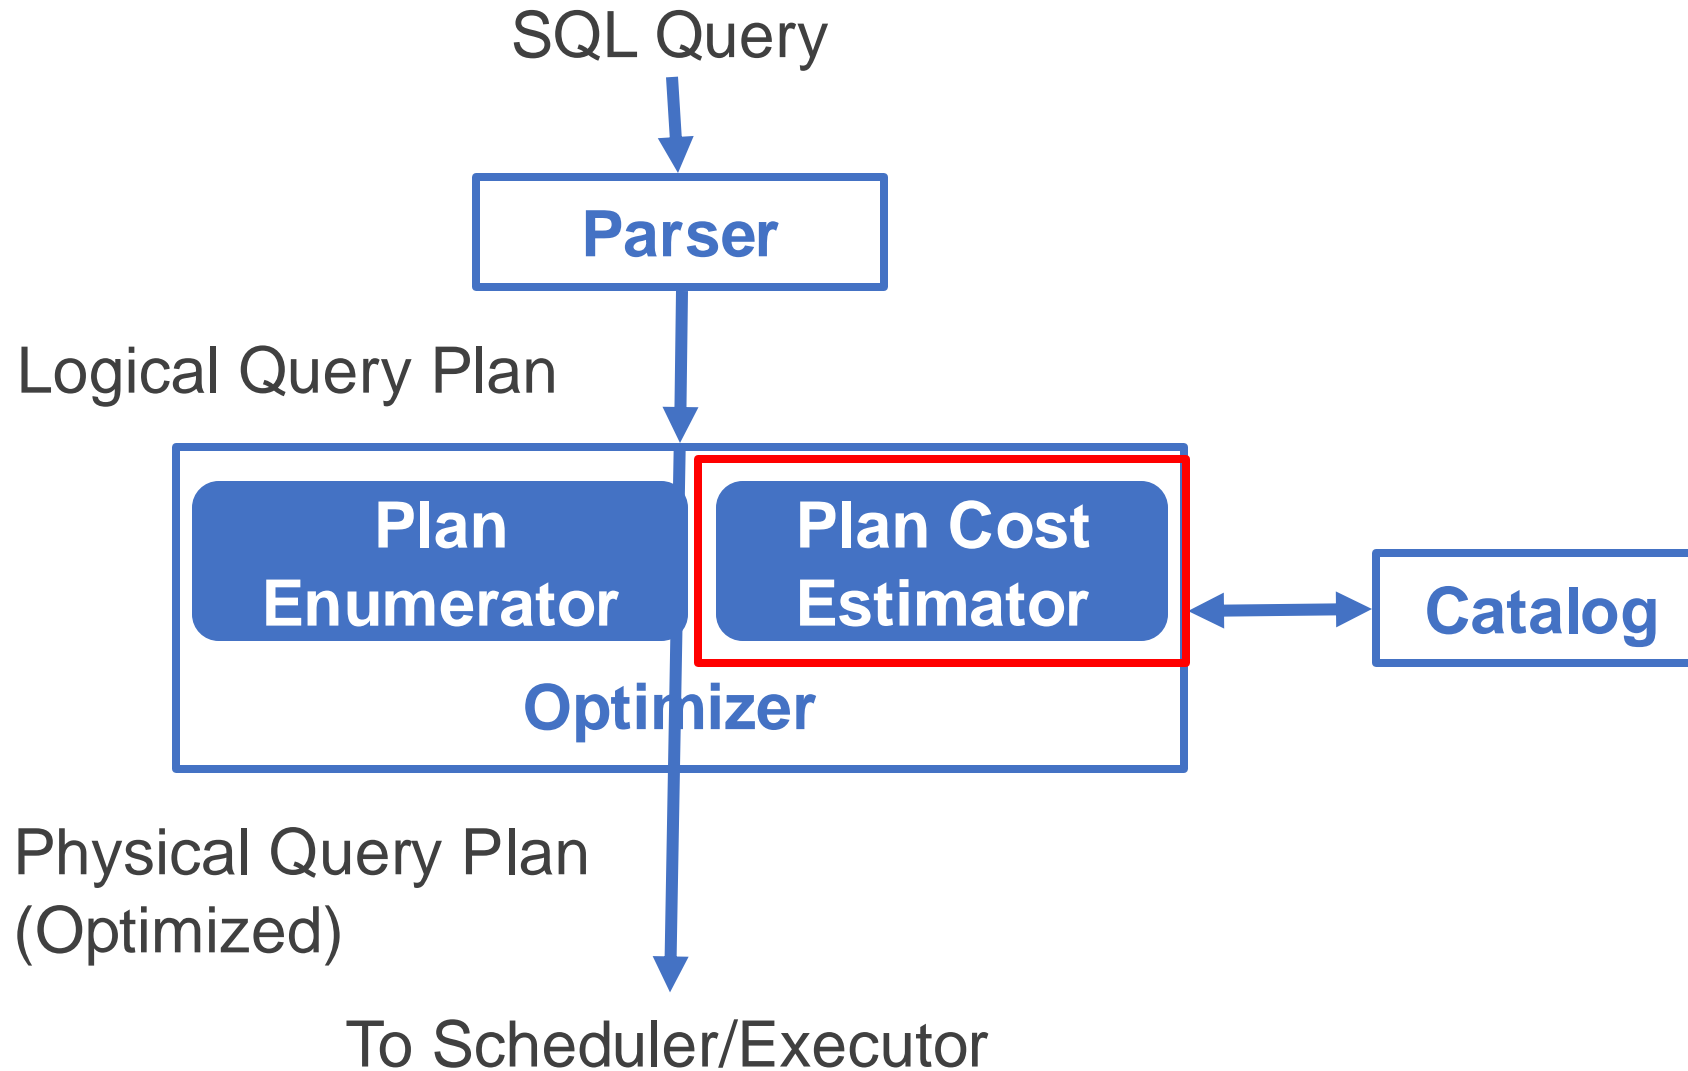 SQL Query
Parser
Logical Query Plan
Plan
Enumerator
Plan Cost
Estimator
Catalog
Optimizer
Physical Query Plan
(Optimized)
To Scheduler/Executor